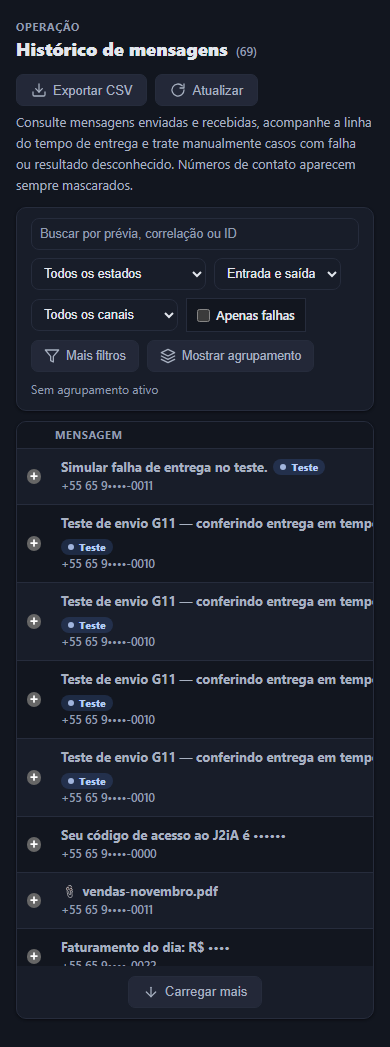 OPERAÇÃO
Histórico de mensagens (69)
Exportar CSV
Atualizar
Consulte mensagens enviadas e recebidas, acompanhe a linha
do tempo de entrega e trate manualmente casos com falha
ou resultado desconhecido. Números de contato aparecem
sempre mascarados.
Buscar por prévia, correlação ou ID
Todos os estados
Entrada e saída
Todos os canais
Apenas falhas
Mais filtros
Mostrar agrupamento
Sem agrupamento ativo
MENSAGEM
Simular falha de entrega no teste. Teste
+55 65 9••••-0011
Teste de envio G11 — conferindo entrega em temp
Teste
+55 65 9••••-0010
Teste de envio G11 — conferindo entrega em temp
Teste
+55 65 9••••-0010
Teste de envio G11 — conferindo entrega em temp
Teste
+55 65 9••••-0010
Teste de envio G11 — conferindo entrega em temp
Teste
+55 65 9••••-0010
Seu código de acesso ao J2iA é ••••••
+55 65 9••••-0000
vendas-novembro.pdf
+55 65 9••••-0011
Faturamento do dia: R$ ••••
+55 65 9••••-0022
Carregar mais